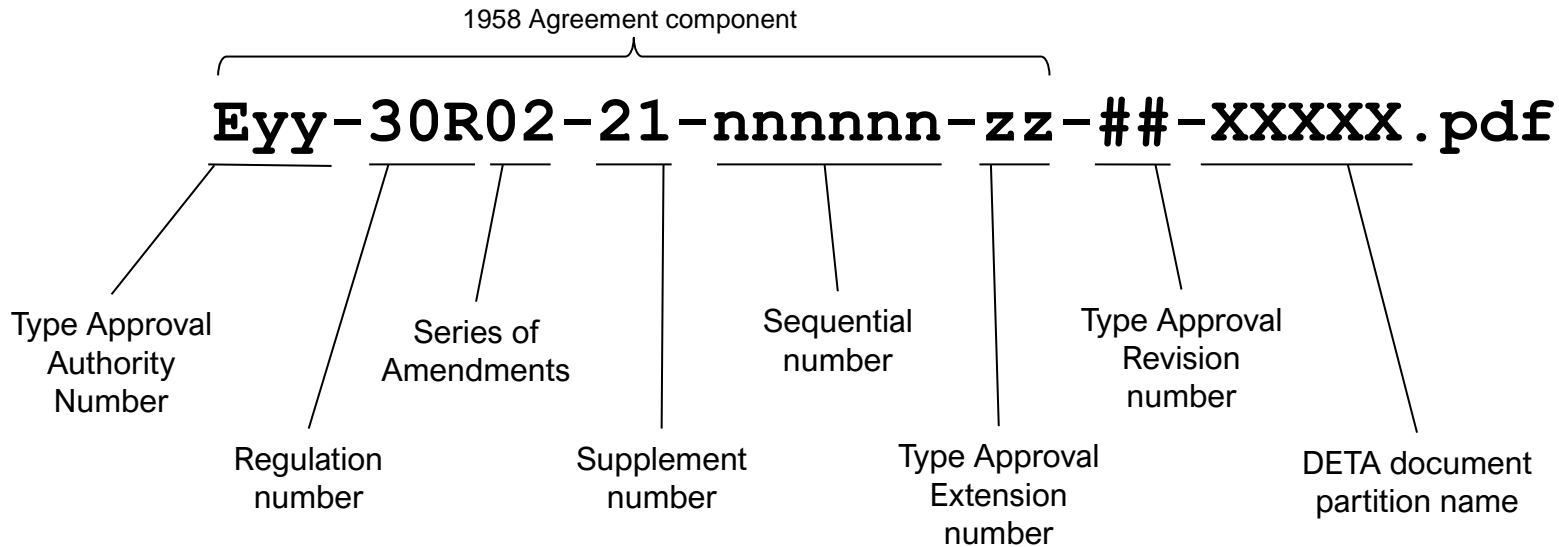 1958 Agreement component
Eyy-30R02-21-nnnnnn-zz-##-XXXXX.pdf
Type Approval
Authority
Number
Regulation
number
Series of
Amendments
Supplement
number
Sequential
number
Type Approval
Extension
number
Type Approval
Revision
number
DETA document
partition name